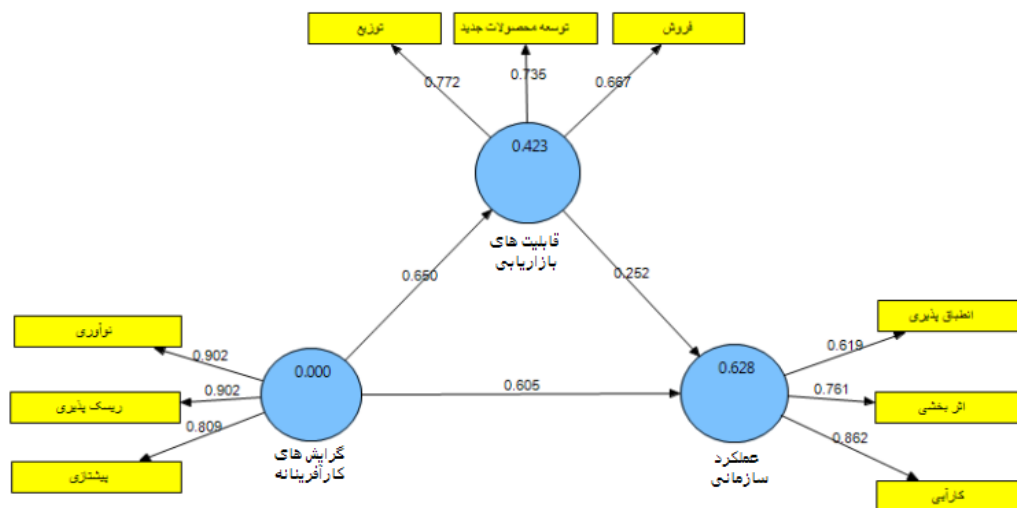 توزیع
توسعه محصولات جدید
فروش
0.772
0.735
0.667
0.423
قابلیت های
بازاریابی
0.650
0.252
نوآوری
0.902
ریسک پذیری
0.902
پیشتازی
0.809
0.000
گرایش های
کارآفرینانه
0.605
0.628
عملکرد
سازمانی
انطباق پذیری
0.619
اثر بخشی
0.761
کارآیی
0.862